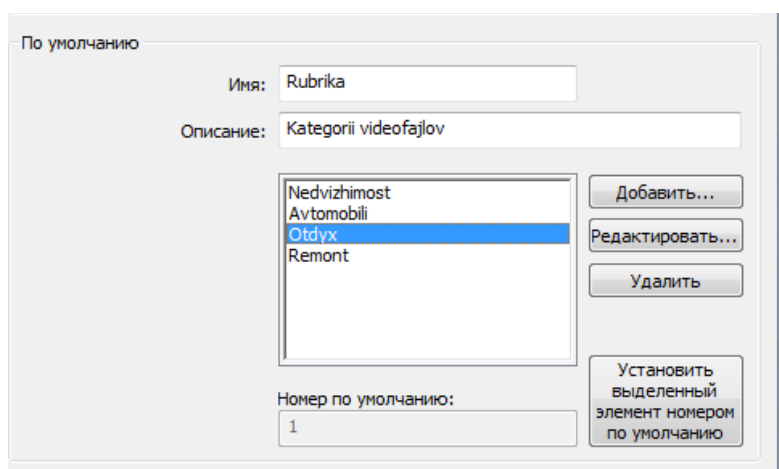 По умолчанию
Имя: Rubrika
Описание: Kategorii videofajlov
Nedvizhimost
Avtomobili
Otdyx
Remont
Добавить...
Редактировать...
Удалить
Номер по умолчанию:
1
Установить
выделенный
элемент номером
по умолчанию